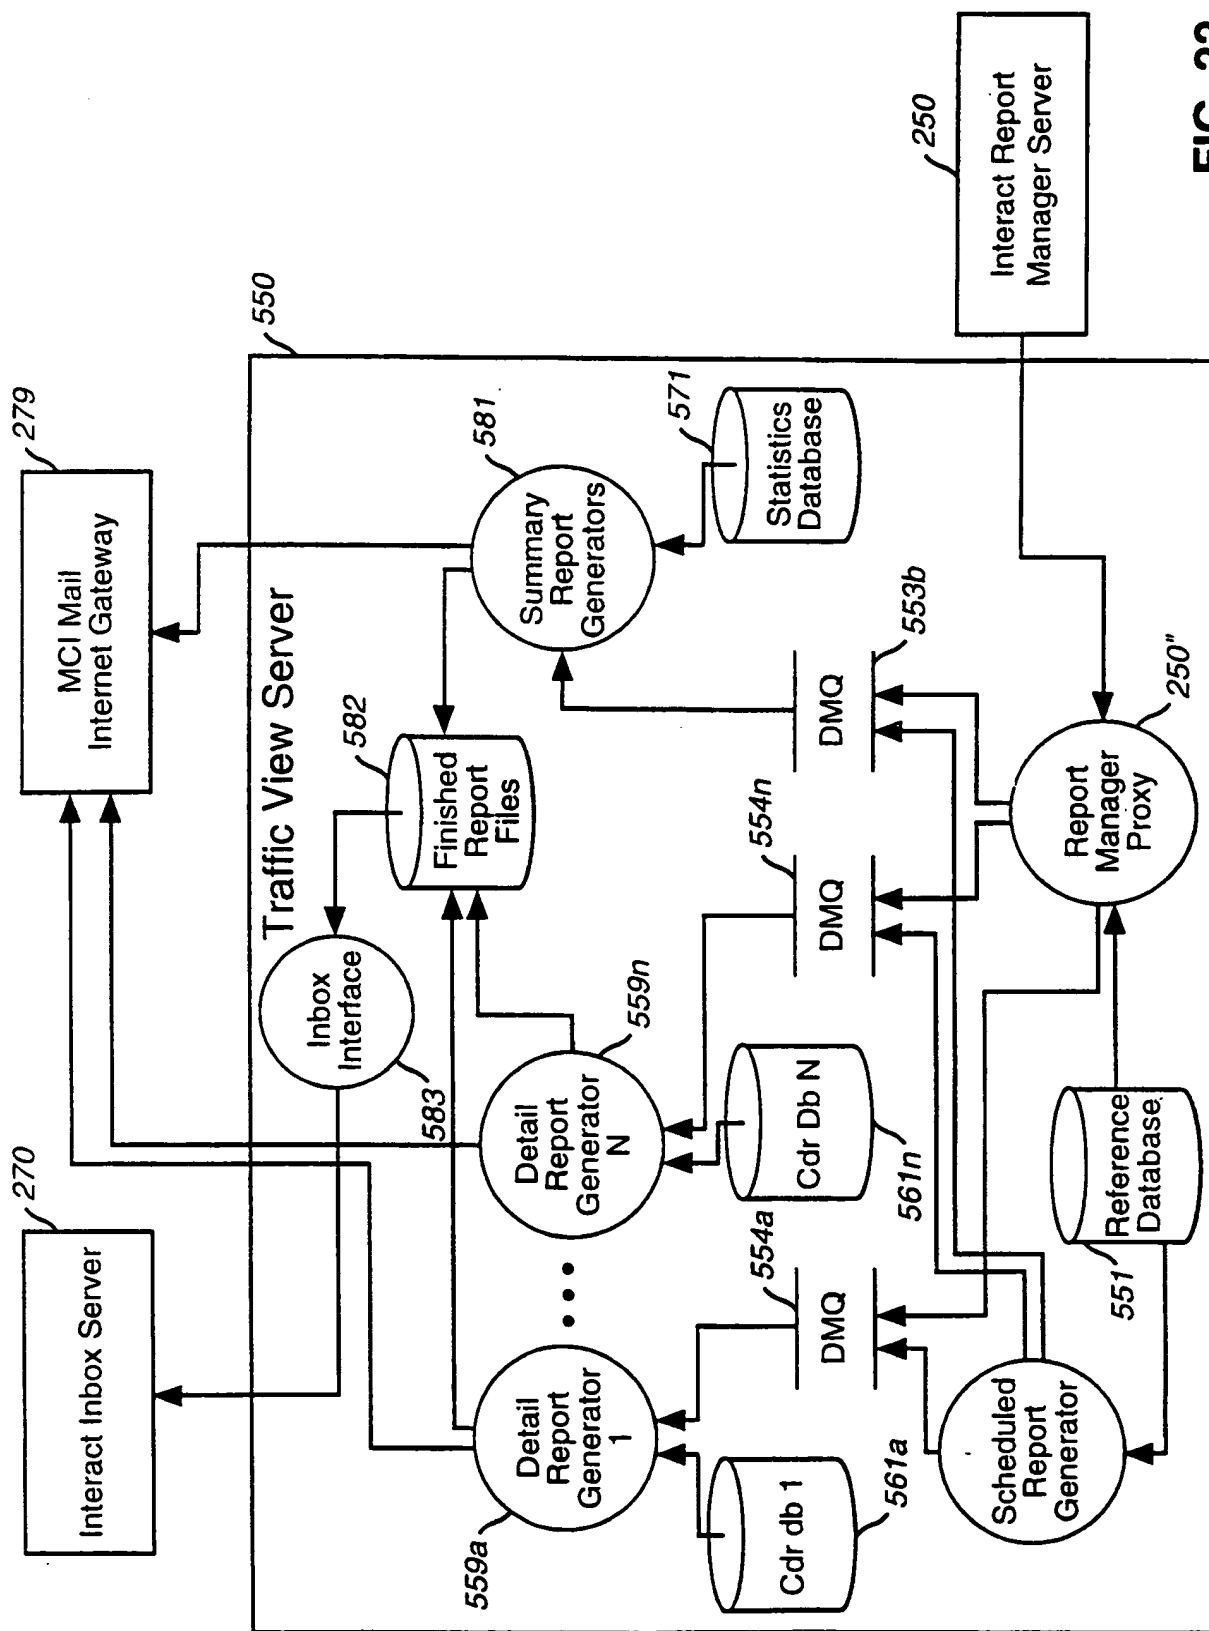 270
Interact Inbox Server
279
MCI Mail
Internet Gateway
550
Traffic View Server
Inbox
Interface
583
582
Finished
Report
Files
559a
Detail
Report
Generator
1
Detail
Report
Generator
N
559n
Summary
Report
Generators
581
Cdr db 1
561a
Cdr Db N
561n
Statistics
Database
571
DMQ
554a
DMQ
554n
DMQ
553b
Scheduled
Report
Generator
Reference
Database
551
Report
Manager
Proxy
250"
Interact Report
Manager Server
250
FIG.